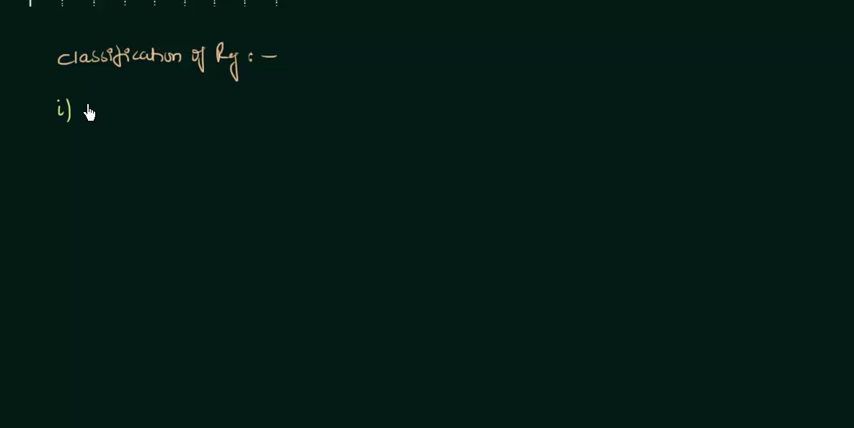 classification of Ry : -
i)